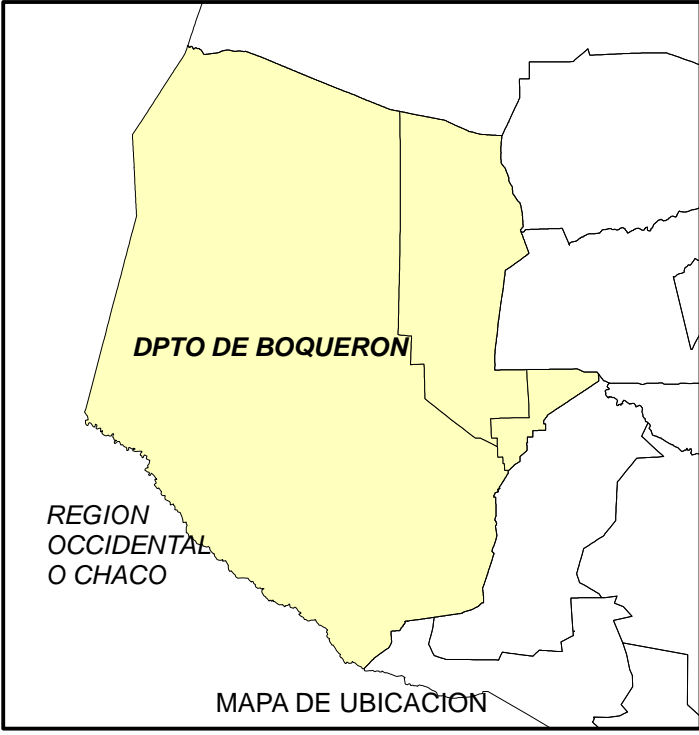 DPTO DE BOQUERON
REGION
OCCIDENTAL
O CHACO
MAPA DE UBICACION